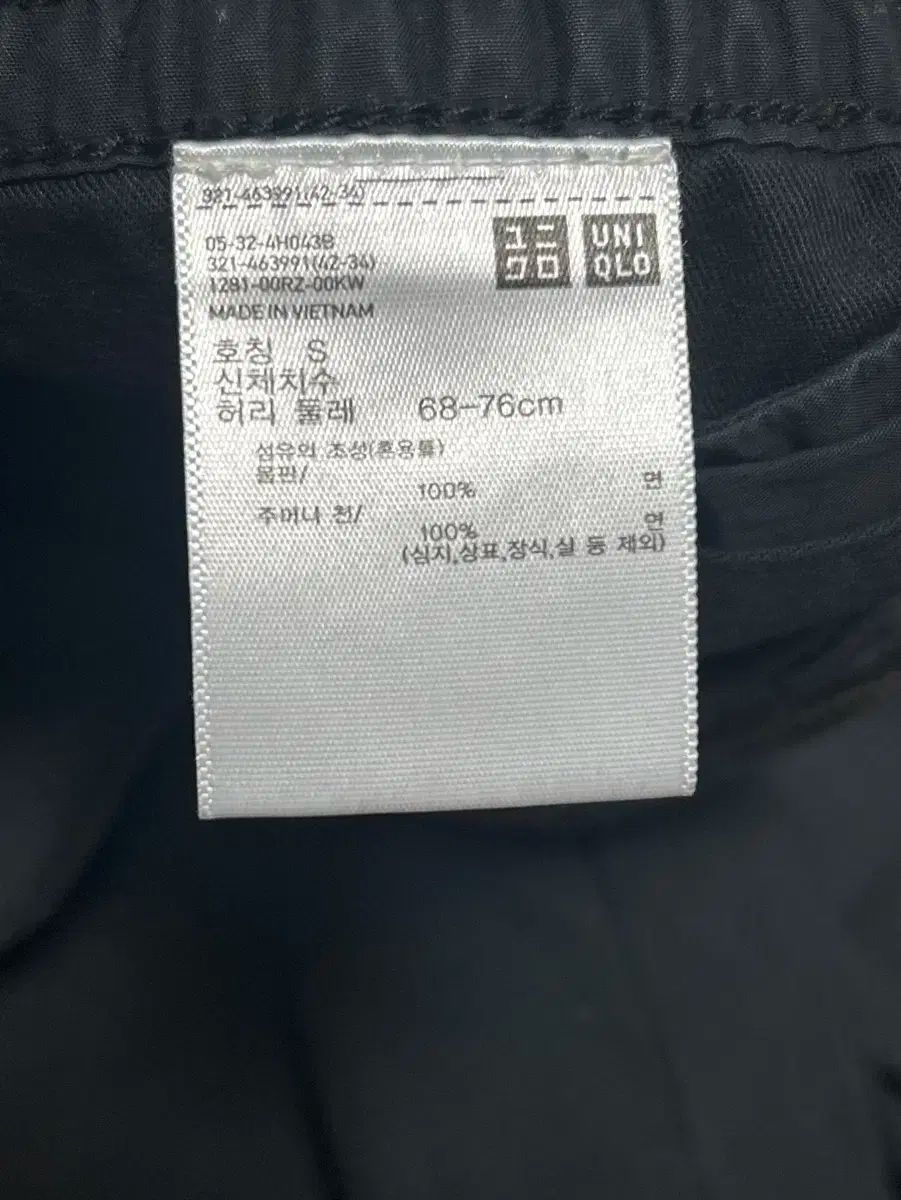 321-463991(42-34)
05-32-4H043B
321-463991(42-34)
1281-00RZ-00KW
MADE IN VIETNAM
ユニ
クロ
UNI
QLO
호칭 S
신체치수
허리 둘레 68-76cm
섬유의 조성(혼용률)
몸판/
100% 면
주머니 천/
100% 면
(심지,상표,장식,실 등 제외)